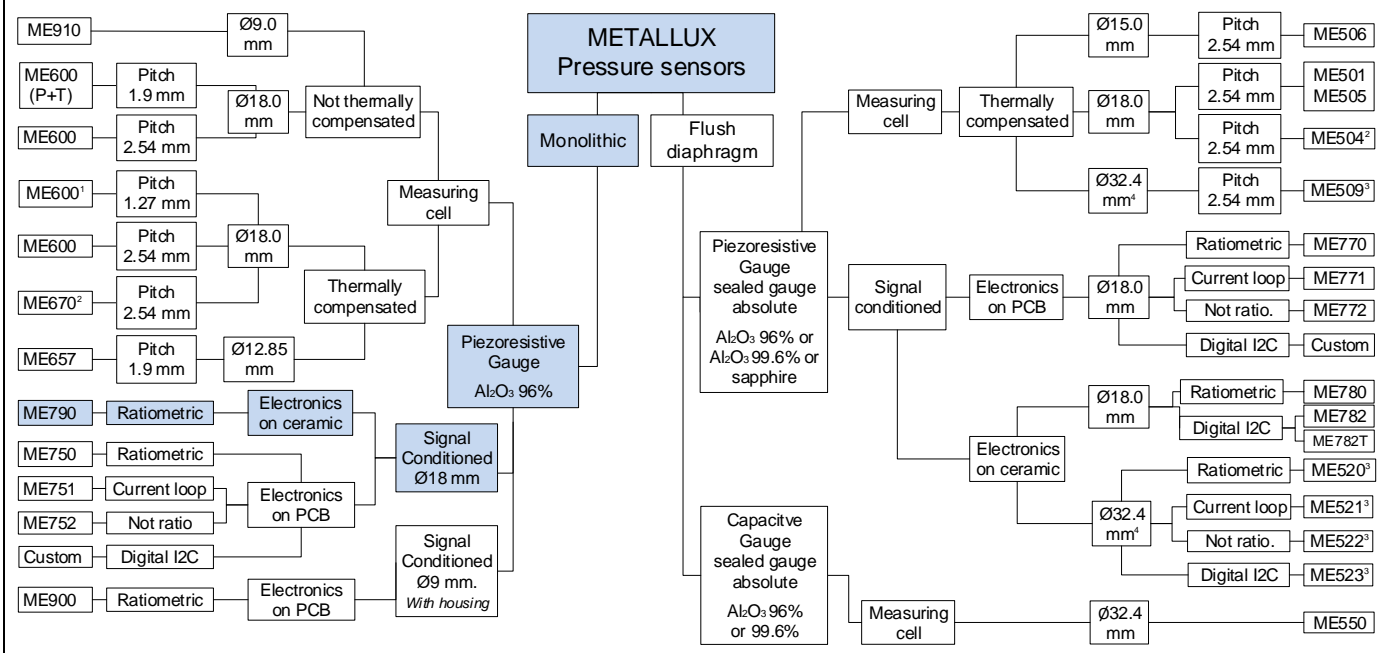 METALLUX
Pressure sensors
Monolithic
Flush
diaphragm
ME910
Ø9.0
mm
ME600
(P+T)
Pitch
1.9 mm
Ø18.0
mm
Not thermally
compensated
ME600
Pitch
2.54 mm
Measuring
cell
ME600¹
Pitch
1.27 mm
ME600
Pitch
2.54 mm
Ø18.0
mm
ME670²
Pitch
2.54 mm
Thermally
compensated
ME657
Pitch
1.9 mm
Ø12.85
mm
Piezoresistive
Gauge
Al₂O₃ 96%
ME790
Ratiometric
Electronics
on ceramic
Signal
Conditioned
Ø18 mm
ME750
Ratiometric
ME751
Current loop
Electronics
on PCB
ME752
Not ratio
Custom
Digital I2C
Signal
Conditioned
Ø9 mm.
With housing
ME900
Ratiometric
Electronics
on PCB
Piezoresistive
Gauge
sealed gauge
absolute
Al₂O₃ 96% or
Al₂O₃ 99.6% or
sapphire
Measuring
cell
Thermally
compensated
Ø15.0
mm
Pitch
2.54 mm
ME506
Ø18.0
mm
Pitch
2.54 mm
ME501
ME505
Pitch
2.54 mm
ME504²
Ø32.4
mm⁴
Pitch
2.54 mm
ME509³
Signal
conditioned
Electronics
on PCB
Ø18.0
mm
Ratiometric
ME770
Current loop
ME771
Not ratio.
ME772
Digital I2C
Custom
Electronics
on ceramic
Ø18.0
mm
Ratiometric
ME780
Digital I2C
ME782
ME782T
Ø32.4
mm⁴
Ratiometric
ME520³
Current loop
ME521³
Not ratio.
ME522³
Digital I2C
ME523³
Capacitve
Gauge
sealed gauge
absolute
Al₂O₃ 96%
or 99.6%
Measuring
cell
Ø32.4
mm
ME550